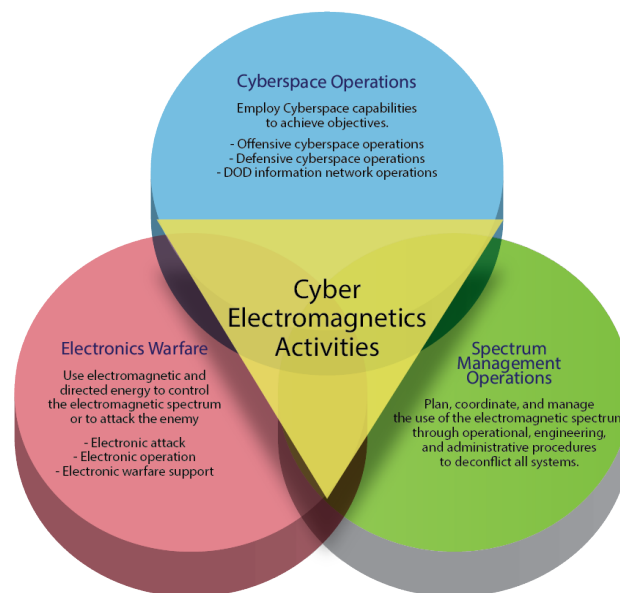 Cyberspace Operations
Employ Cyberspace capabilities
to achieve objectives.
- Offensive cyberspace operations
- Defensive cyberspace operations
- DOD information network operations
Cyber
Electromagnetics
Activities
Electronics Warfare
Use electromagnetic and
directed energy to control
the electromagnetic spectrum
or to attack the enemy
- Electronic attack
- Electronic operation
- Electronic warfare support
Spectrum
Management
Operations
Plan, coordinate, and manage
the use of the electromagnetic spectrum
through operational, engineering,
and administrative procedures
to deconflict all systems.